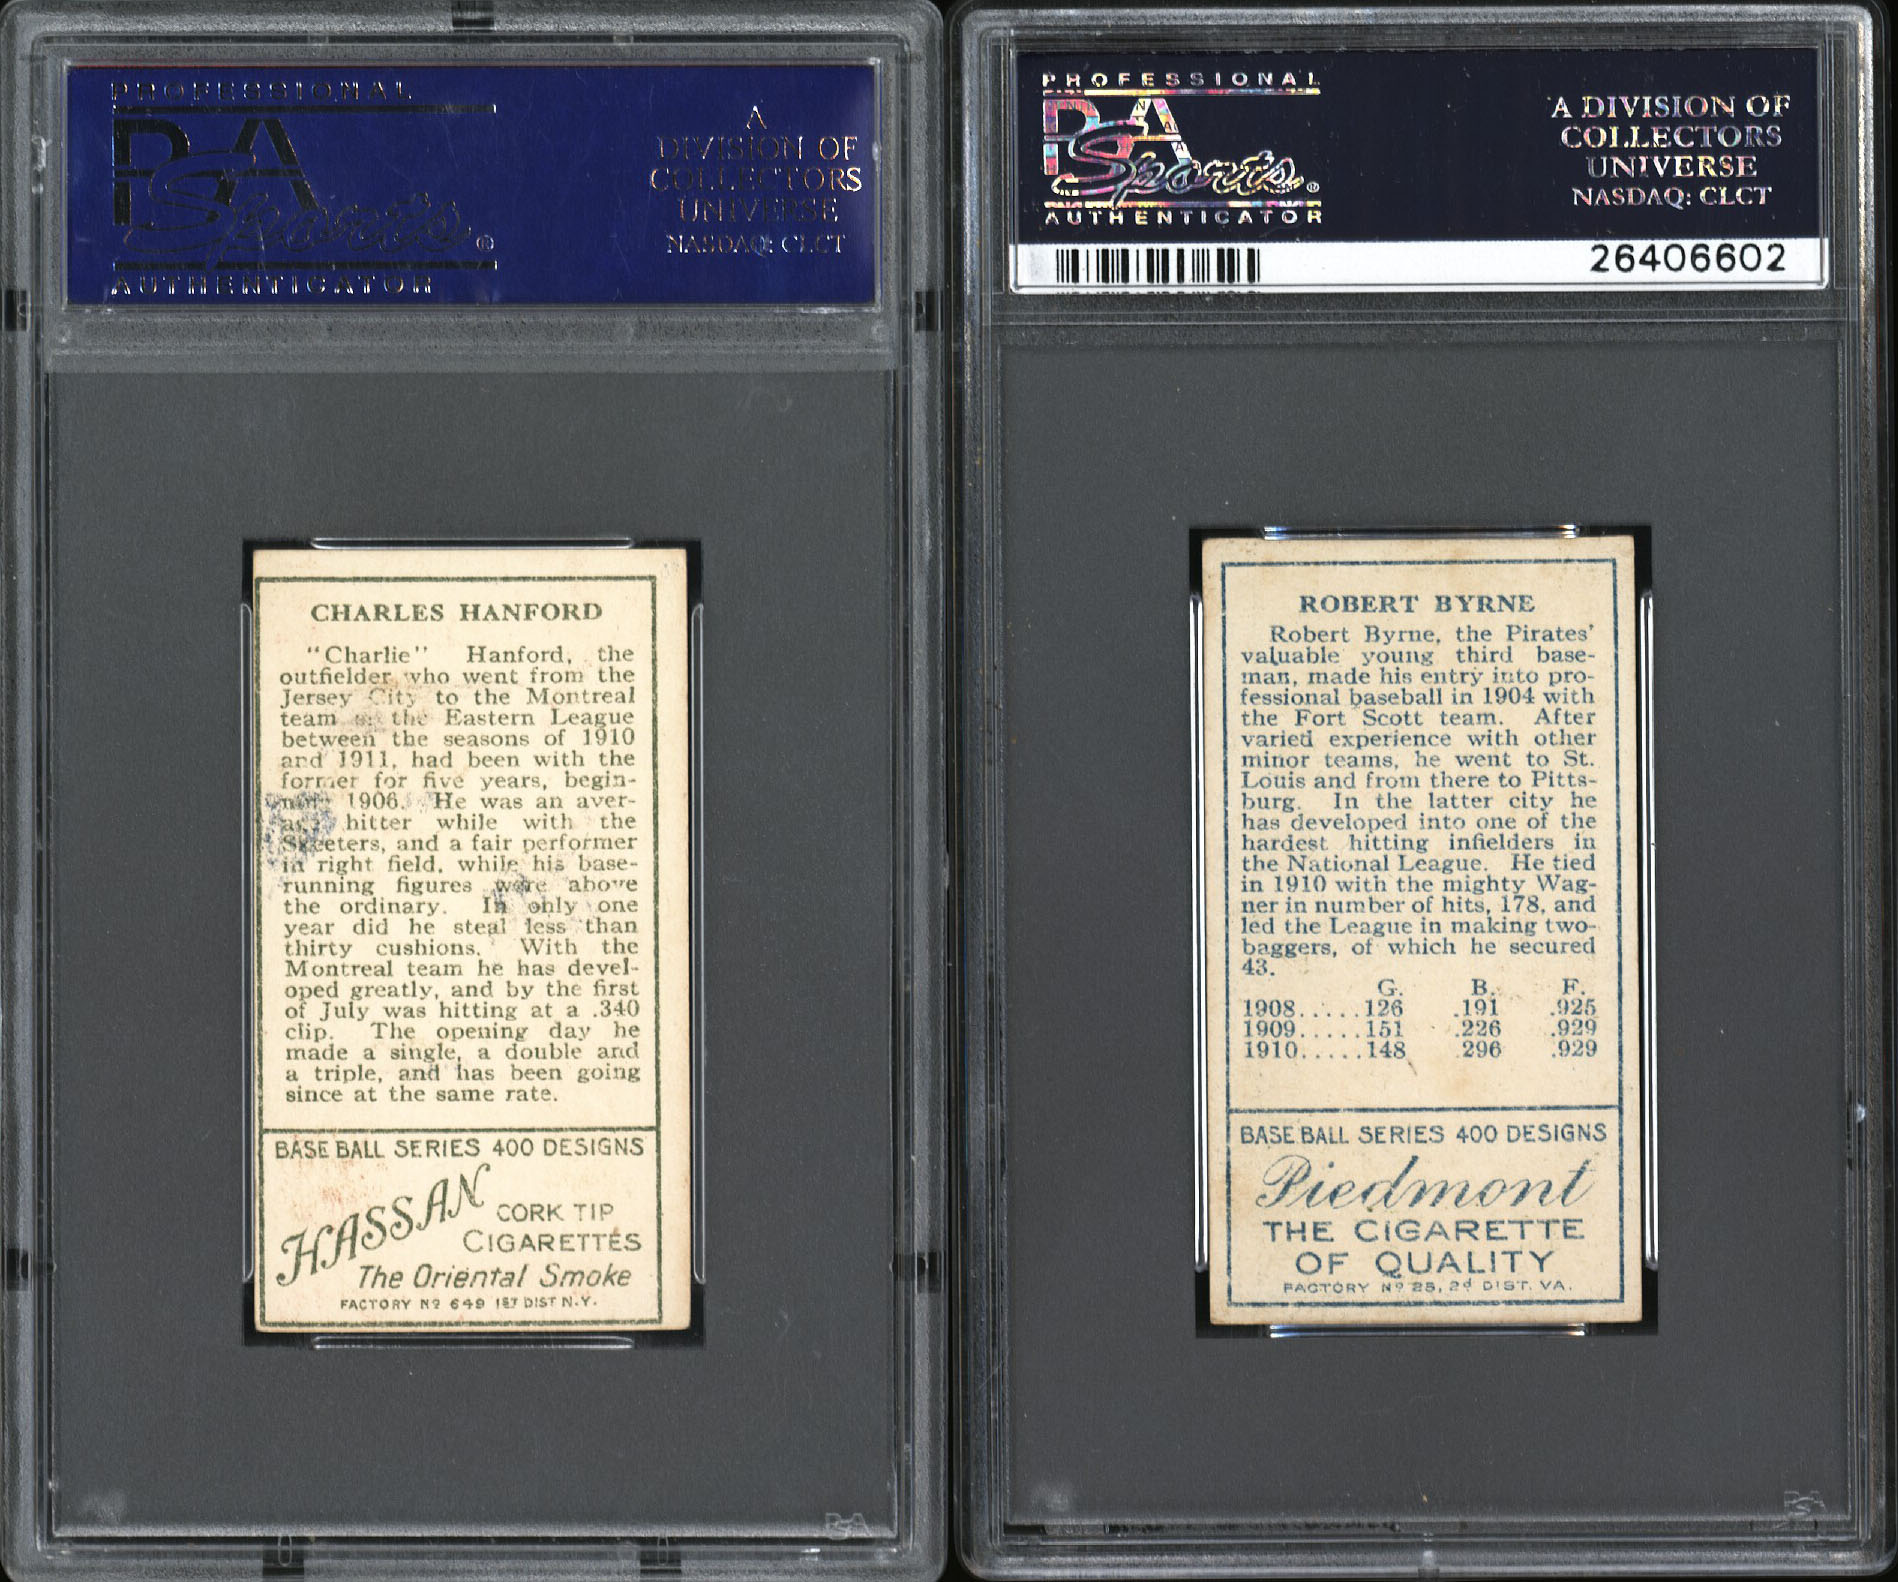 PROFESSIONAL
PSA
Sports®
AUTHENTICATOR
A
DIVISION OF
COLLECTORS
UNIVERSE
NASDAQ: CLCT
CHARLES HANFORD
"Charlie" Hanford, the
outfielder who went from the
Jersey City to the Montreal
team the Eastern League
between the seasons of 1910
and 1911, had been with the
former for five years, begin-
1906. He was an aver-
hitter while with the
Skeeters, and a fair performer
in right field, while his base-
running figures were above
the ordinary. In only one
year did he steal less than
thirty cushions. With the
Montreal team he has devel-
oped greatly, and by the first
of July was hitting at a .340
clip. The opening day he
made a single, a double and
a triple, and has been going
since at the same rate.
BASE BALL SERIES 400 DESIGNS
HASSAN
CORK TIP
CIGARETTES
The Oriental Smoke
FACTORY Nº 649 1ST DIST N.Y.
PSA
PROFESSIONAL
PSA
Sports®
AUTHENTICATOR
A DIVISION OF
COLLECTORS
UNIVERSE
NASDAQ: CLCT
26406602
ROBERT BYRNE
Robert Byrne, the Pirates'
valuable young third base-
man, made his entry into pro-
fessional baseball in 1904 with
the Fort Scott team. After
varied experience with other
minor teams, he went to St.
Louis and from there to Pitts-
burg. In the latter city he
has developed into one of the
hardest hitting infielders in
the National League. He tied
in 1910 with the mighty Wag-
ner in number of hits, 178, and
led the League in making two-
baggers, of which he secured
43.
G. B. F.
1908.....126 .191 .925
1909.....151 .226 .929
1910.....148 .296 .929
BASE BALL SERIES 400 DESIGNS
Piedmont
THE CIGARETTE
OF QUALITY
FACTORY Nº 25, 2d DIST. VA.
PSA